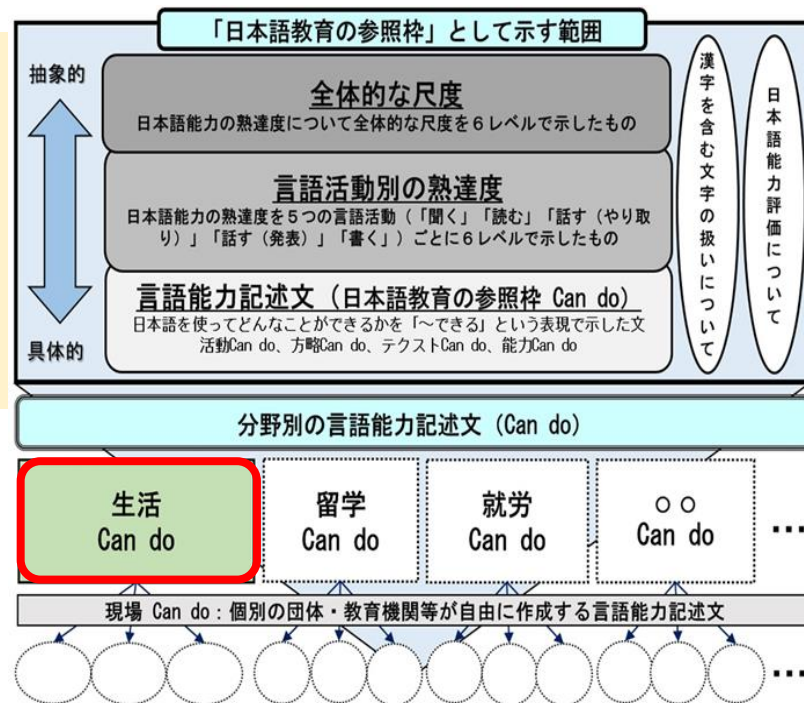 「日本語教育の参照枠」として示す範囲
抽象的
具体的
全体的な尺度
日本語能力の熟達度について全体的な尺度を6レベルで示したもの
言語活動別の熟達度
日本語能力の熟達度を5つの言語活動(「聞く」「読む」「話す(やり取
り)」「話す(発表)」「書く」)ごとに6レベルで示したもの
言語能力記述文(日本語教育の参照枠 Can do)
日本語を使ってどんなことができるかを「~できる」という表現で示した文
活動Can do、方略Can do、テクストCan do、能力Can do
漢字を含む文字の扱いについて
日本語能力評価について
分野別の言語能力記述文(Can do)
生活
Can do
留学
Can do
就労
Can do
○○
Can do
…
現場 Can do:個別の団体・教育機関等が自由に作成する言語能力記述文
…